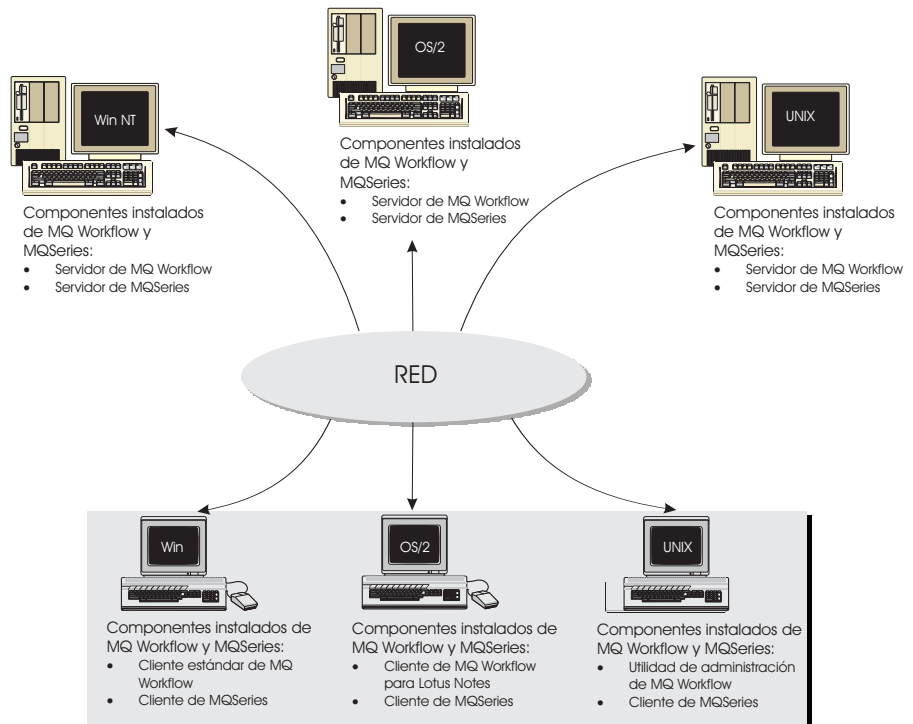 OS/2
Componentes instalados
de MQ Workflow y
MQSeries:
• Servidor de MQ Workflow
• Servidor de MQSeries
Win NT
Componentes instalados
de MQ Workflow y
MQSeries:
• Servidor de MQ Workflow
• Servidor de MQSeries
UNIX
Componentes instalados
de MQ Workflow y
MQSeries:
• Servidor de MQ Workflow
• Servidor de MQSeries
RED
Win
Componentes instalados de
MQ Workflow y MQSeries:
• Cliente estándar de MQ
Workflow
• Cliente de MQSeries
OS/2
Componentes instalados de
MQ Workflow y MQSeries:
• Cliente de MQ Workflow
para Lotus Notes
• Cliente de MQSeries
UNIX
Componentes instalados de
MQ Workflow y MQSeries:
• Utilidad de administración
de MQ Workflow
• Cliente de MQSeries